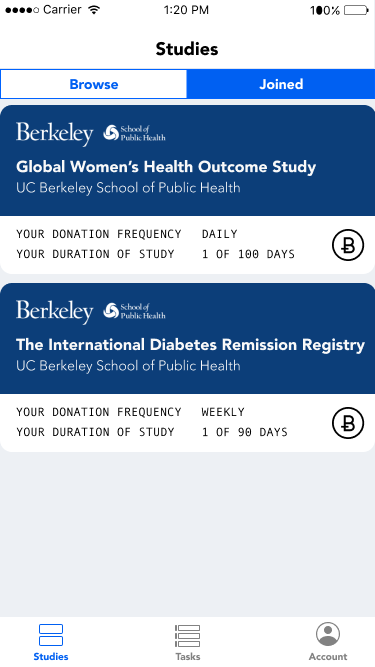 Carrier 1:20 PM 100%
Studies
Browse Joined
Berkeley School of Public Health
Global Women's Health Outcome Study
UC Berkeley School of Public Health
YOUR DONATION FREQUENCY DAILY
YOUR DURATION OF STUDY 1 OF 100 DAYS
Berkeley School of Public Health
The International Diabetes Remission Registry
UC Berkeley School of Public Health
YOUR DONATION FREQUENCY WEEKLY
YOUR DURATION OF STUDY 1 OF 90 DAYS
Studies Tasks Account